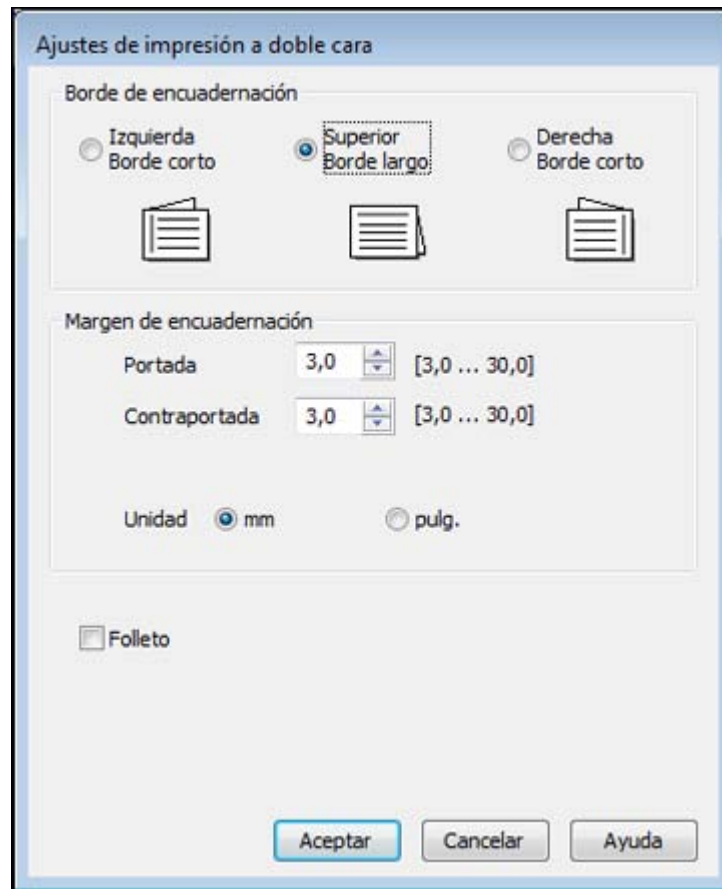 Ajustes de impresión a doble cara
Borde de encuadernación
Izquierda
Borde corto
Superior
Borde largo
Derecha
Borde corto
Margen de encuadernación
Portada 3,0 [3,0 ... 30,0]
Contraportada 3,0 [3,0 ... 30,0]
Unidad mm pulg.
Folleto
Aceptar Cancelar Ayuda